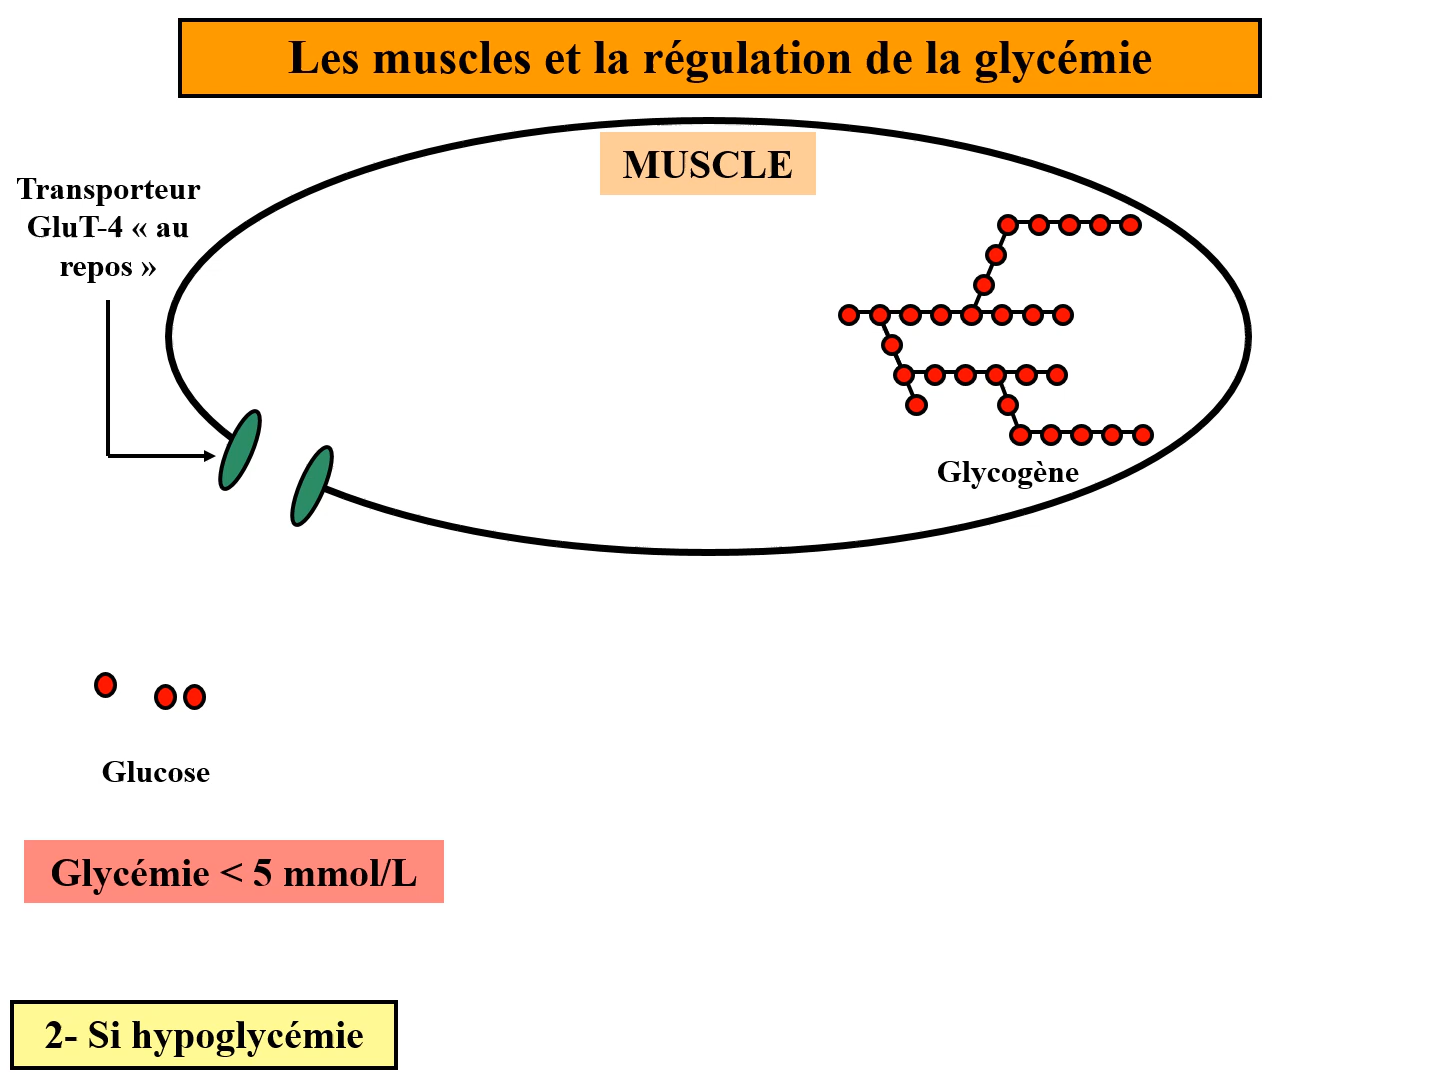 Les muscles et la régulation de la glycémie
MUSCLE
Transporteur
GluT-4 « au
repos »
Glycogène
Glucose
Glycémie < 5 mmol/L
2- Si hypoglycémie